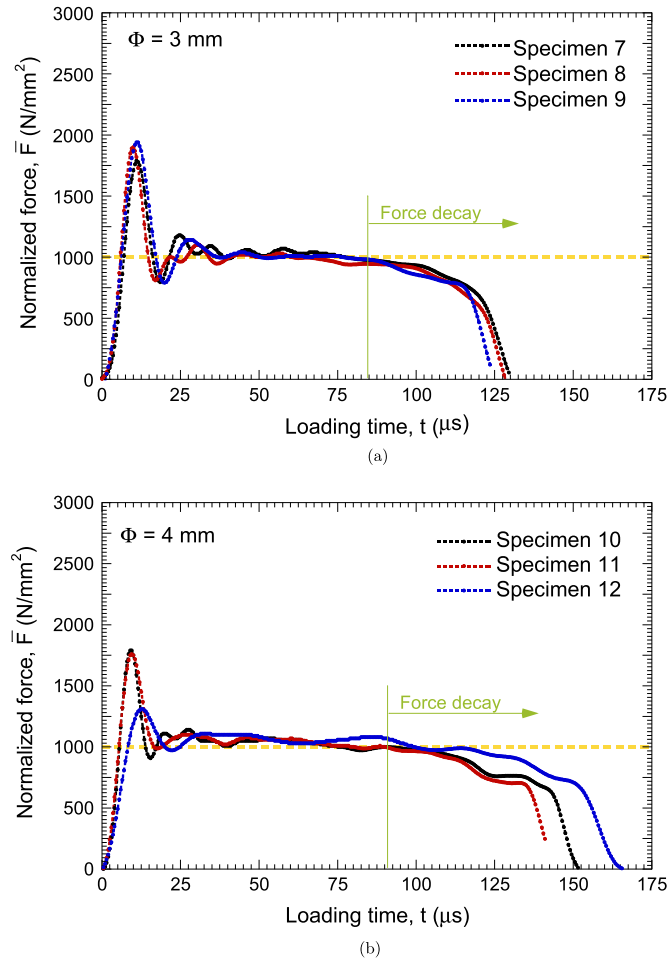 3000
2500
2000
1500
1000
500
0
Normalized force, F̄ (N/mm²)
Φ = 3 mm
Specimen 7
Specimen 8
Specimen 9
Force decay
0 25 50 75 100 125 150 175
Loading time, t (μs)
(a)
3000
2500
2000
1500
1000
500
0
Normalized force, F̄ (N/mm²)
Φ = 4 mm
Specimen 10
Specimen 11
Specimen 12
Force decay
0 25 50 75 100 125 150 175
Loading time, t (μs)
(b)